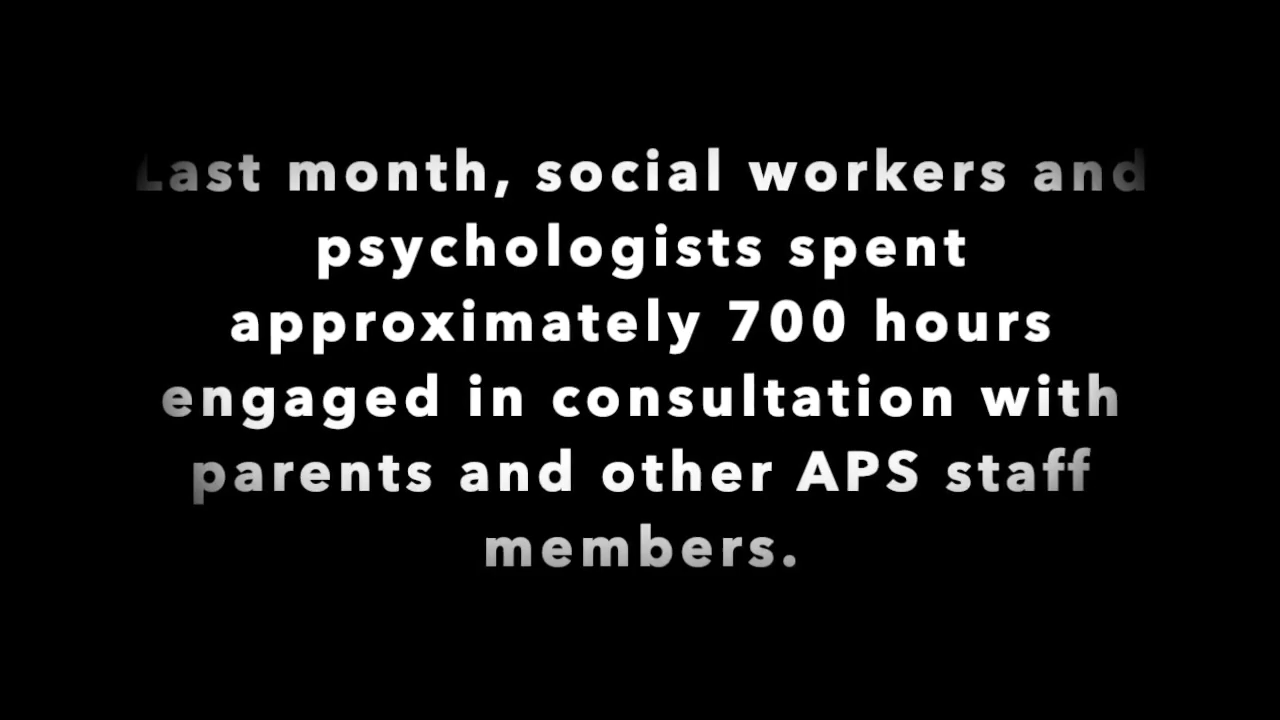 Last month, social workers and
psychologists spent
approximately 700 hours
engaged in consultation with
parents and other APS staff
members.